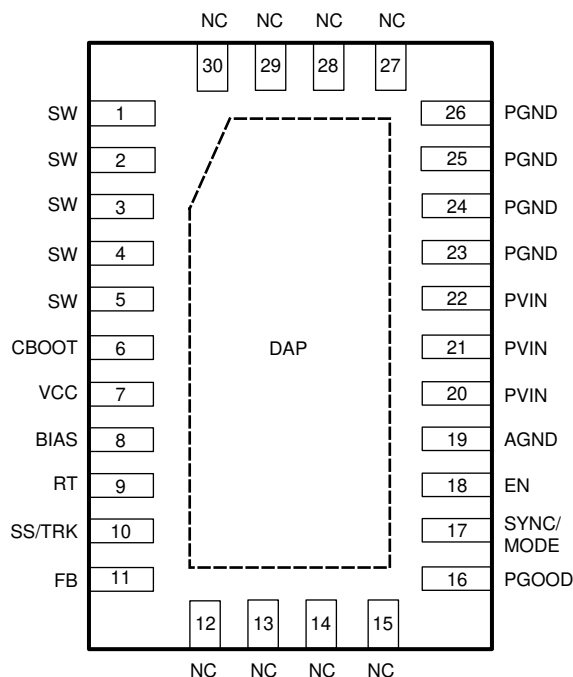 NC NC NC NC
30 29 28 27
SW 1 26 PGND
SW 2 25 PGND
SW 3 24 PGND
SW 4 23 PGND
SW 5 22 PVIN
CBOOT 6 DAP 21 PVIN
VCC 7 20 PVIN
BIAS 8 19 AGND
RT 9 18 EN
SS/TRK 10 17 SYNC/
MODE
FB 11 16 PGOOD
12 13 14 15
NC NC NC NC